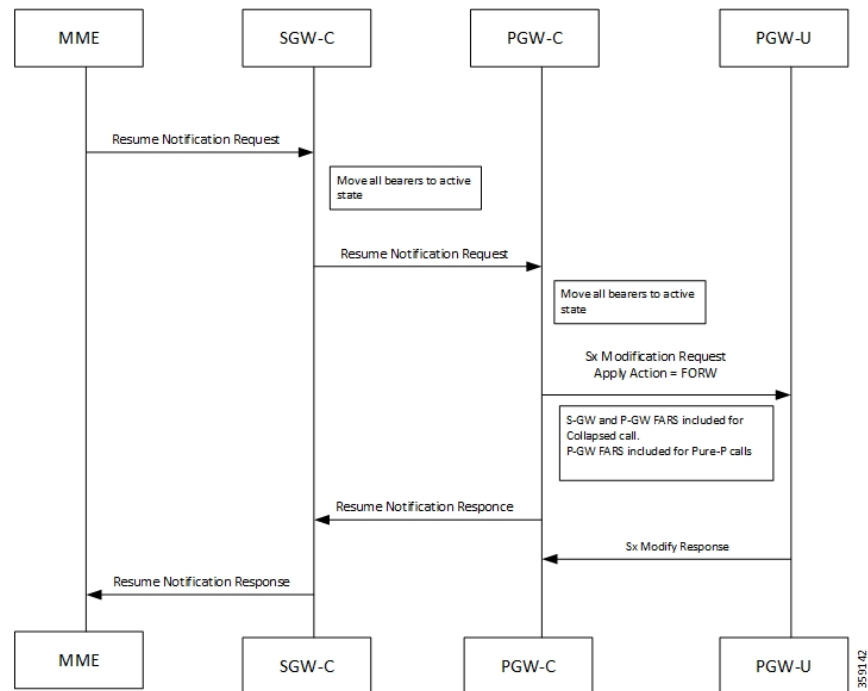 MME
SGW-C
PGW-C
PGW-U
Resume Notification Request
Move all bearers to active
state
Resume Notification Request
Move all bearers to active
state
Sx Modification Request
Apply Action = FORW
S-GW and P-GW FARS included for
Collapsed call.
P-GW FARS included for Pure-P calls
Resume Notification Responce
Sx Modify Response
Resume Notification Response
MME
SGW-C
PGW-C
PGW-U
359142